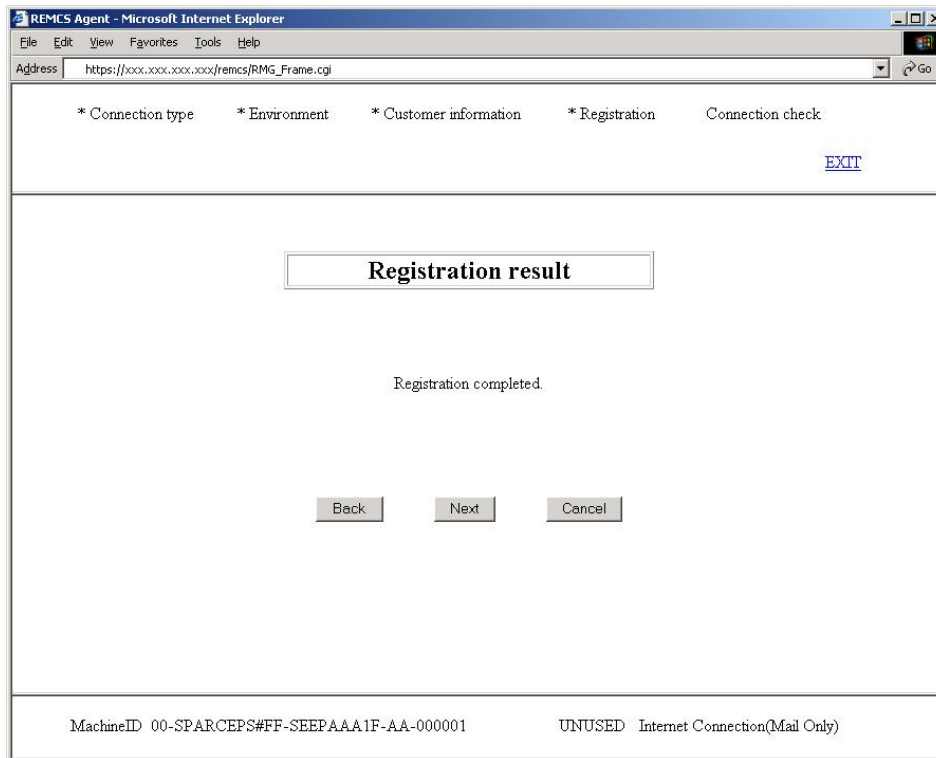 REMCS Agent - Microsoft Internet Explorer
File Edit View Favorites Tools Help
Address https://xxx.xxx.xxx.xxx/remcs/RMG_Frame.cgi Go
* Connection type * Environment * Customer information * Registration Connection check
EXIT
Registration result
Registration completed.
Back Next Cancel
MachineID 00-SPARCEPS#FF-SEEPAAA1F-AA-000001 UNUSED Internet Connection(Mail Only)